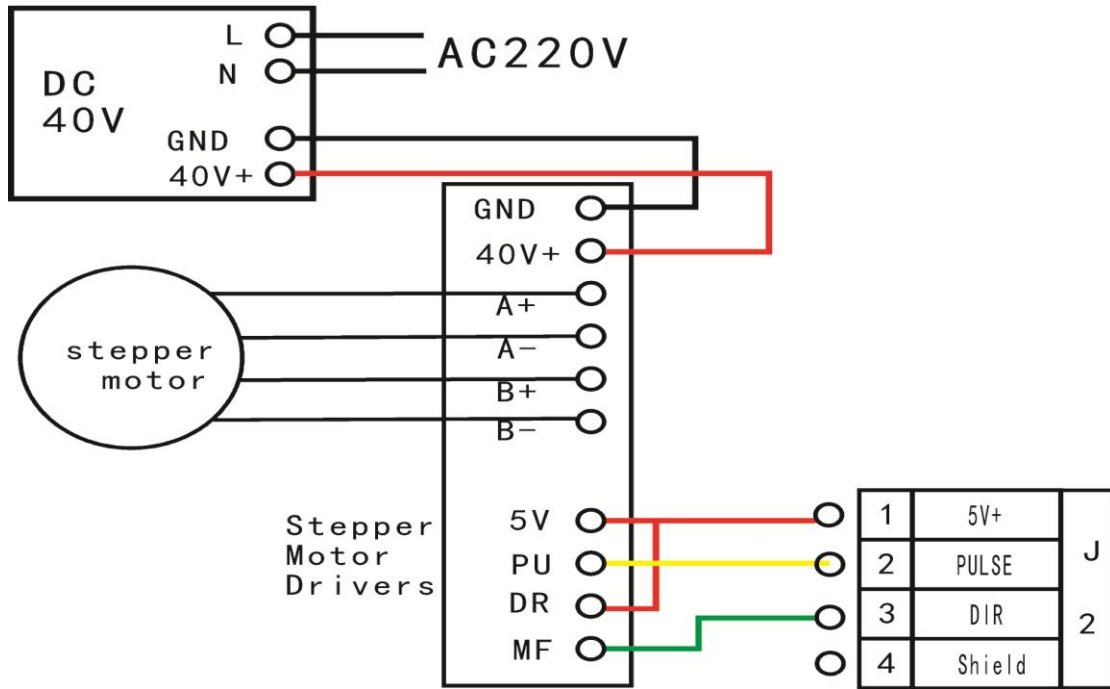 L
N
AC220V
DC
40V
GND
40V+
GND
40V+
A+
A-
B+
B-
stepper
motor
Stepper
Motor
Drivers
5V
PU
DR
MF
1 5V+
2 PULSE
3 DIR
4 Shield
J
2